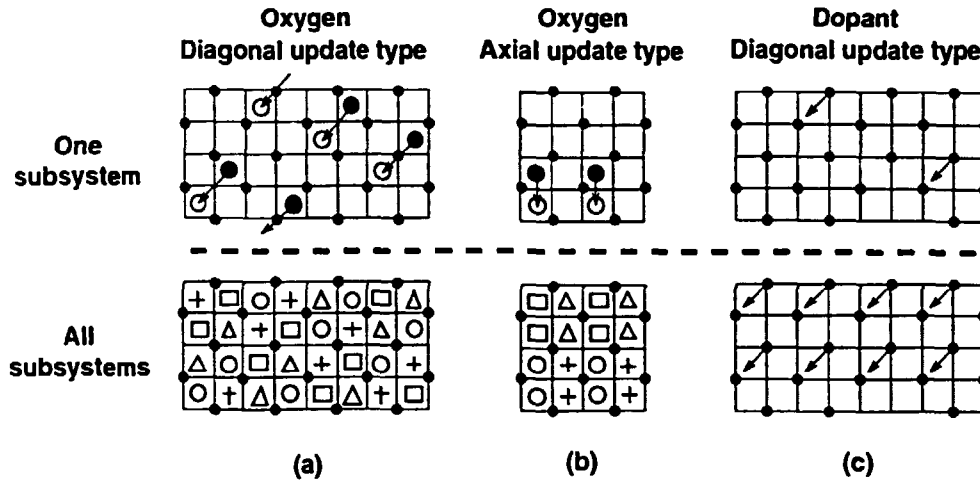 Oxygen
Diagonal update type
Oxygen
Axial update type
Dopant
Diagonal update type
One
subsystem
All
subsystems
(a)
(b)
(c)